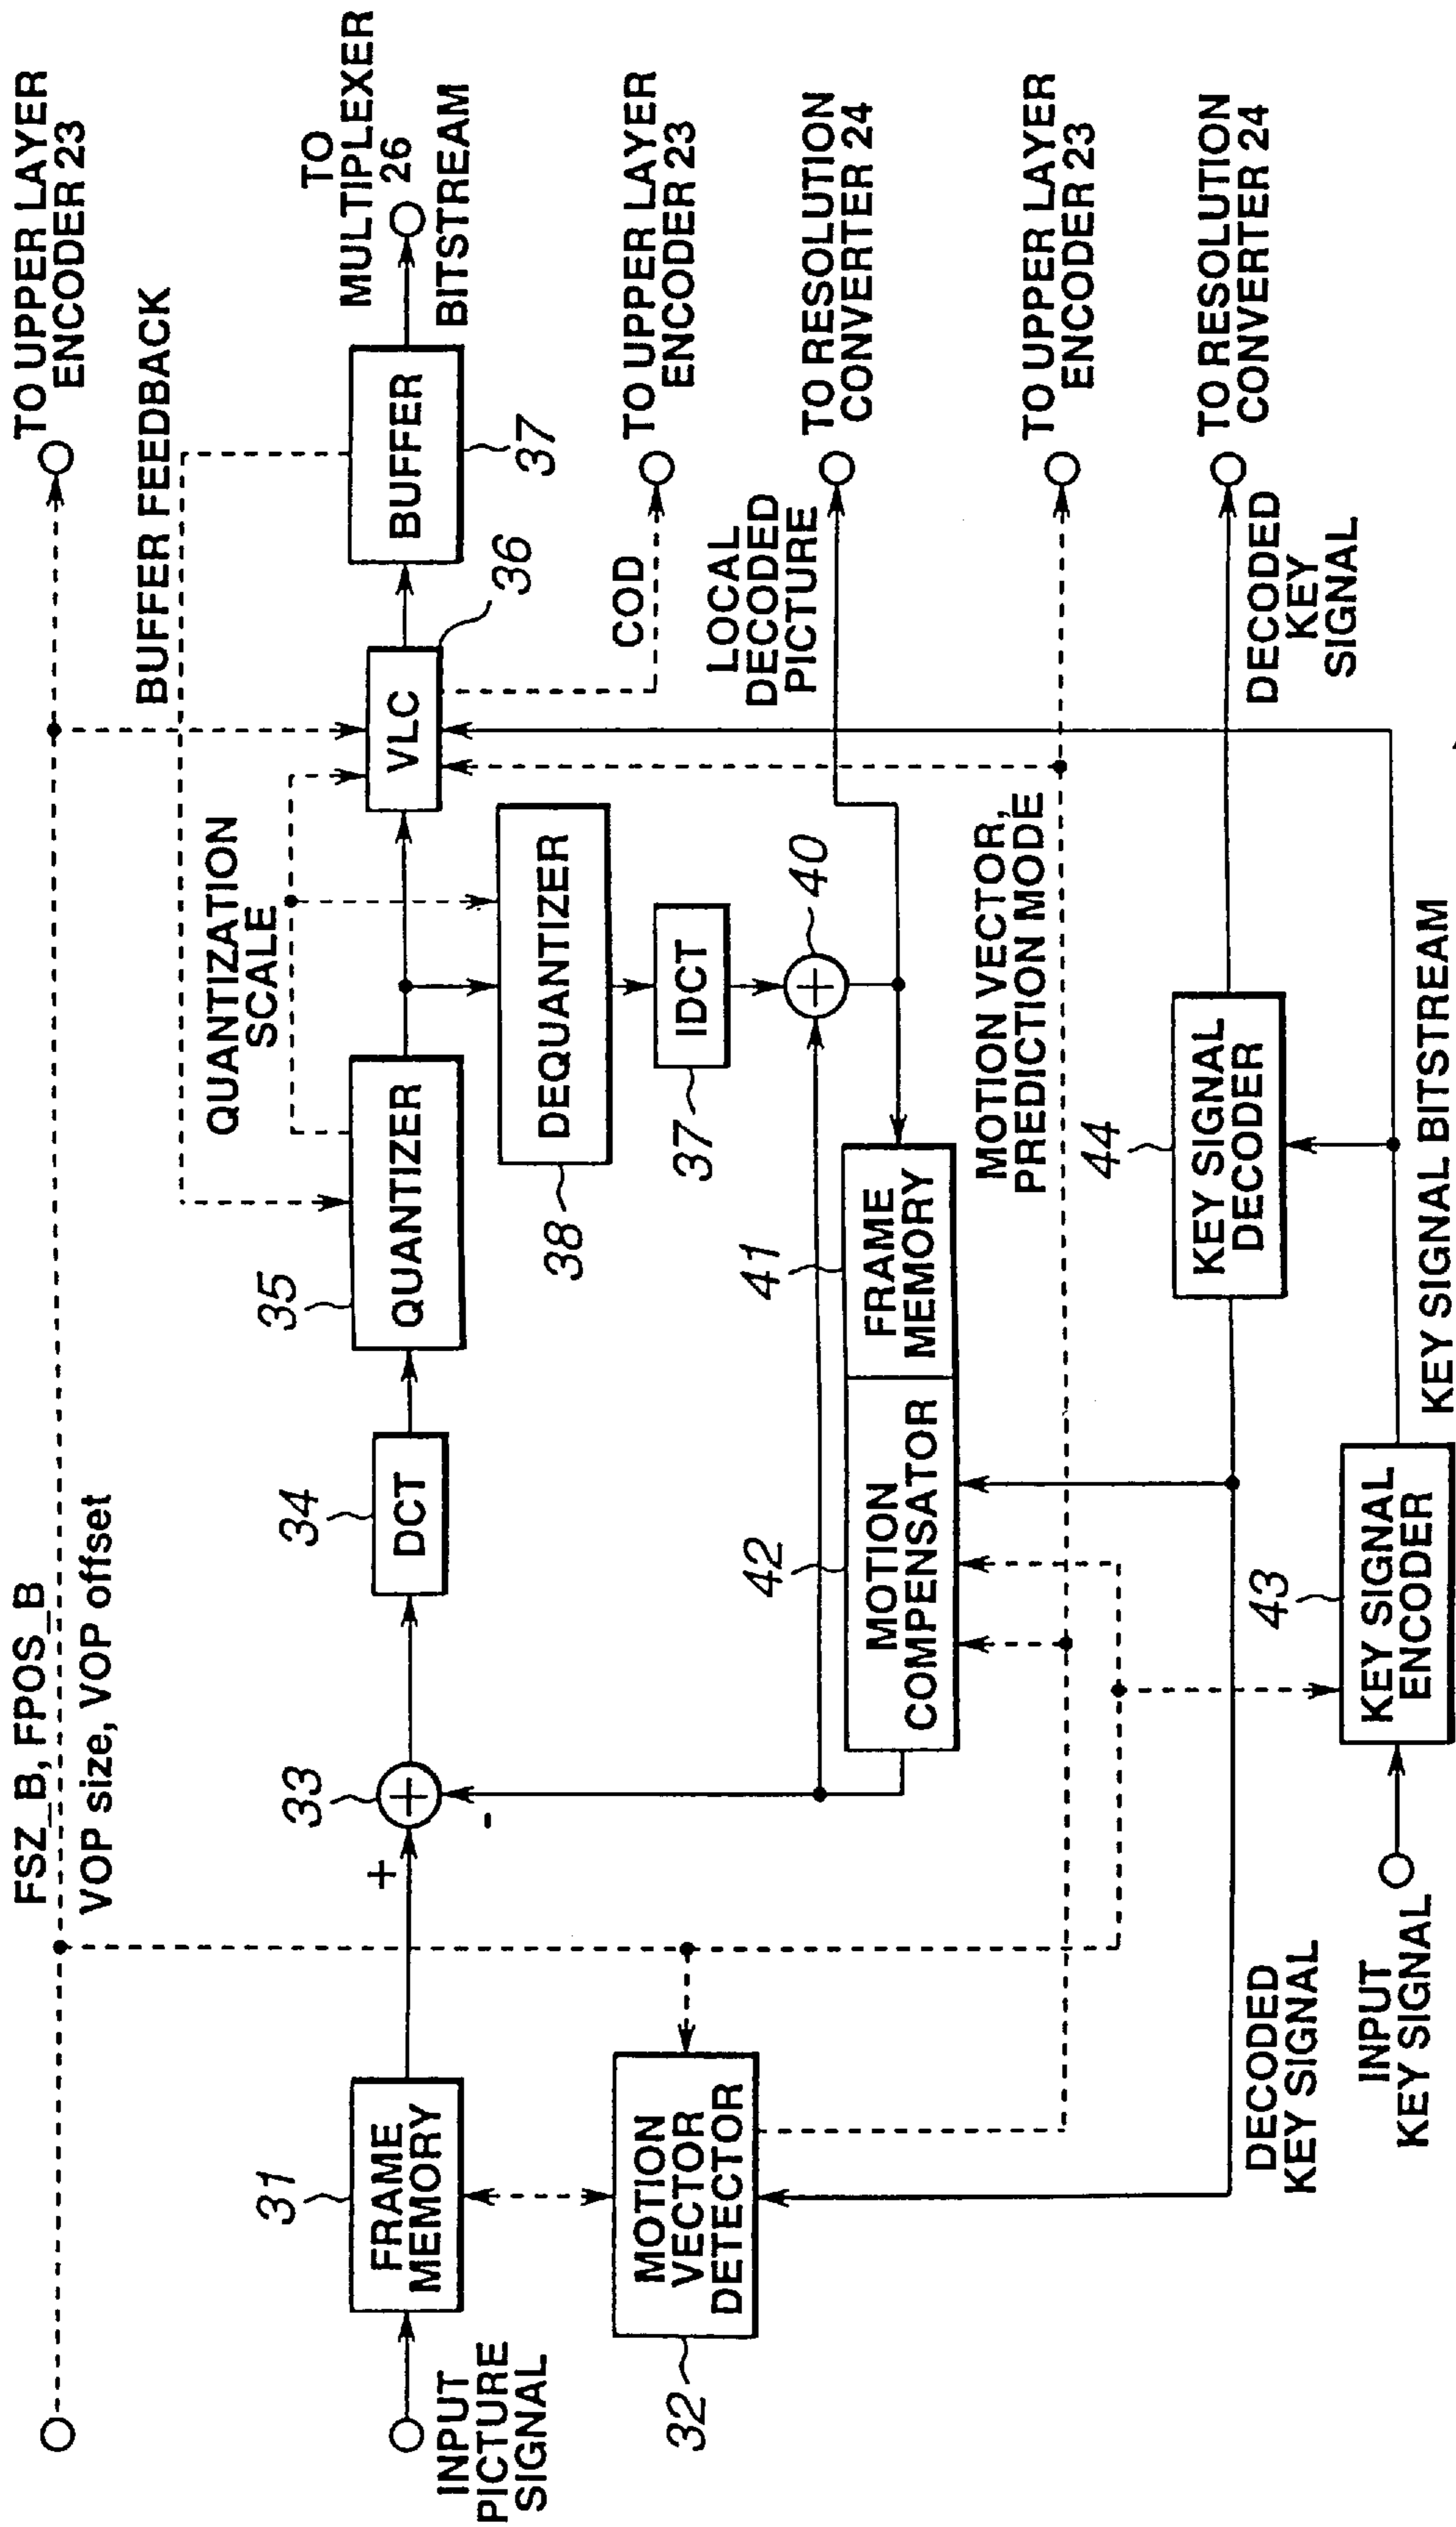 FSZ_B, FPOS_B
VOP size, VOP offset
TO UPPER LAYER
ENCODER 23
BUFFER FEEDBACK
QUANTIZATION
SCALE
INPUT
PICTURE
SIGNAL
31
FRAME
MEMORY
+
33
-
34
DCT
35
QUANTIZER
VLC
36
BUFFER
37
TO
MULTIPLEXER
26
BITSTREAM
32
MOTION
VECTOR
DETECTOR
38
DEQUANTIZER
37
IDCT
40
COD
TO UPPER LAYER
ENCODER 23
LOCAL
DECODED
PICTURE
TO RESOLUTION
CONVERTER 24
42
MOTION
COMPENSATOR
41
FRAME
MEMORY
MOTION VECTOR,
PREDICTION MODE
TO UPPER LAYER
ENCODER 23
44
KEY SIGNAL
DECODER
DECODED
KEY
SIGNAL
TO RESOLUTION
CONVERTER 24
DECODED
KEY SIGNAL
INPUT
KEY SIGNAL
43
KEY SIGNAL
ENCODER
KEY SIGNAL BITSTREAM